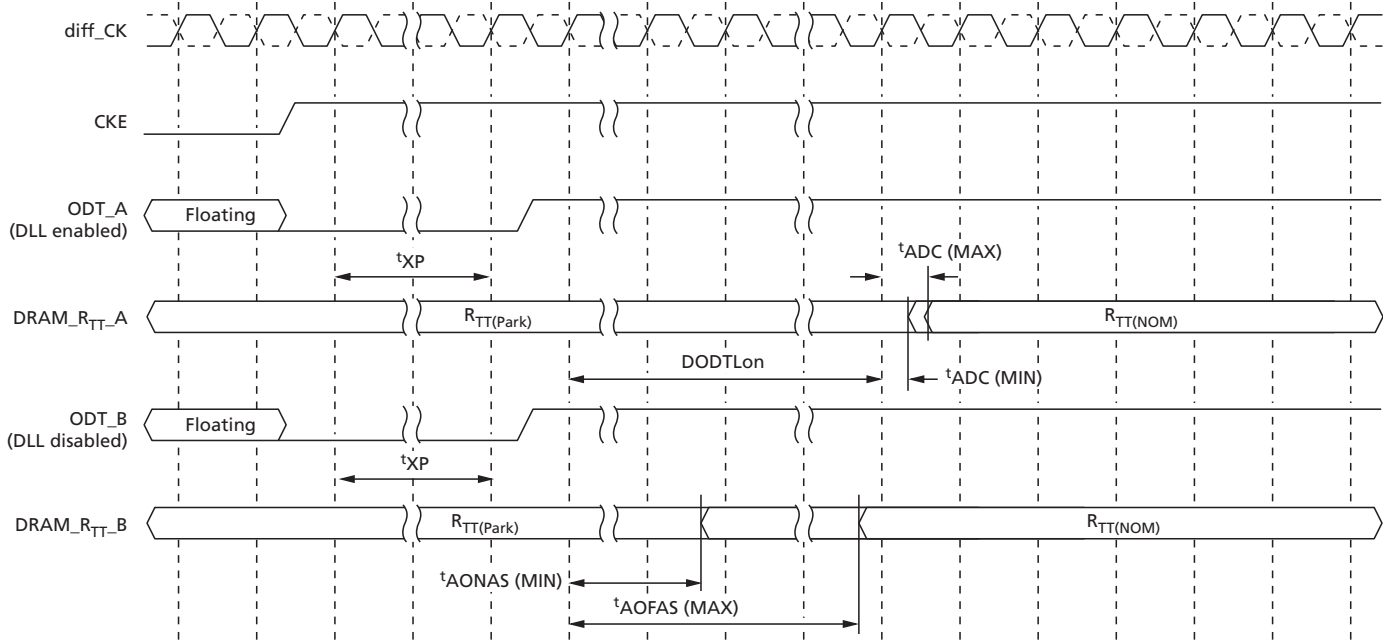 diff_CK
CKE
ODT_A
(DLL enabled)
Floating
tXP
tADC (MAX)
DRAM_RTT_A
RTT(Park)
RTT(NOM)
DODTLon
tADC (MIN)
ODT_B
(DLL disabled)
Floating
tXP
DRAM_RTT_B
RTT(Park)
RTT(NOM)
tAONAS (MIN)
tAOFAS (MAX)